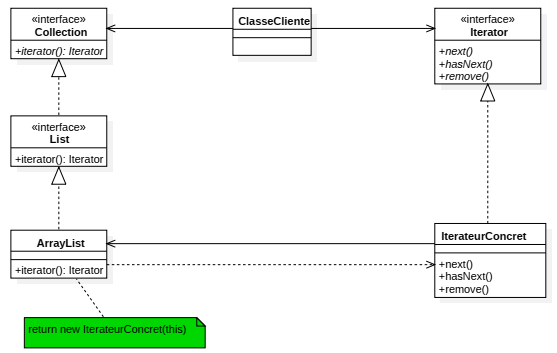 «interface»
Collection
+iterator(): Iterator
ClasseCliente
«interface»
Iterator
+next()
+hasNext()
+remove()
«interface»
List
+iterator(): Iterator
ArrayList
+iterator(): Iterator
IterateurConcret
+next()
+hasNext()
+remove()
return new IterateurConcret(this)